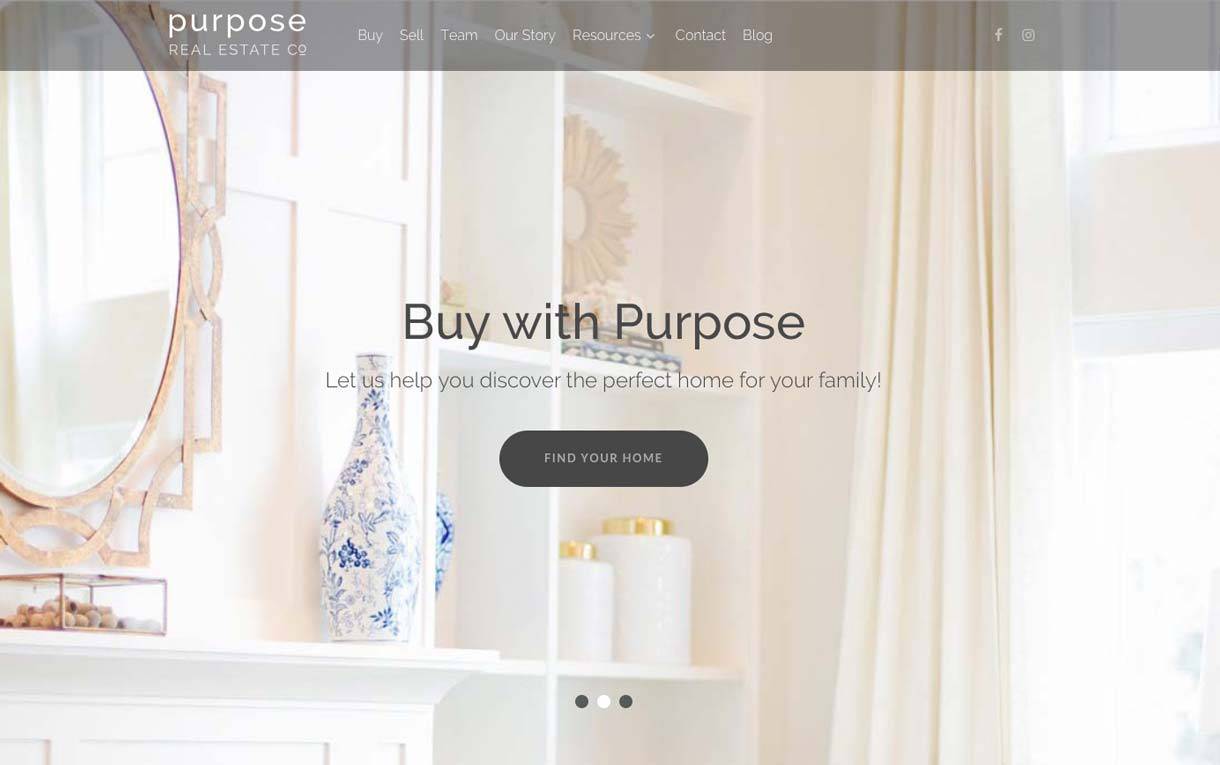 purpose
REAL ESTATE Co
Buy Sell Team Our Story Resources Contact Blog
Buy with Purpose
Let us help you discover the perfect home for your family!
FIND YOUR HOME